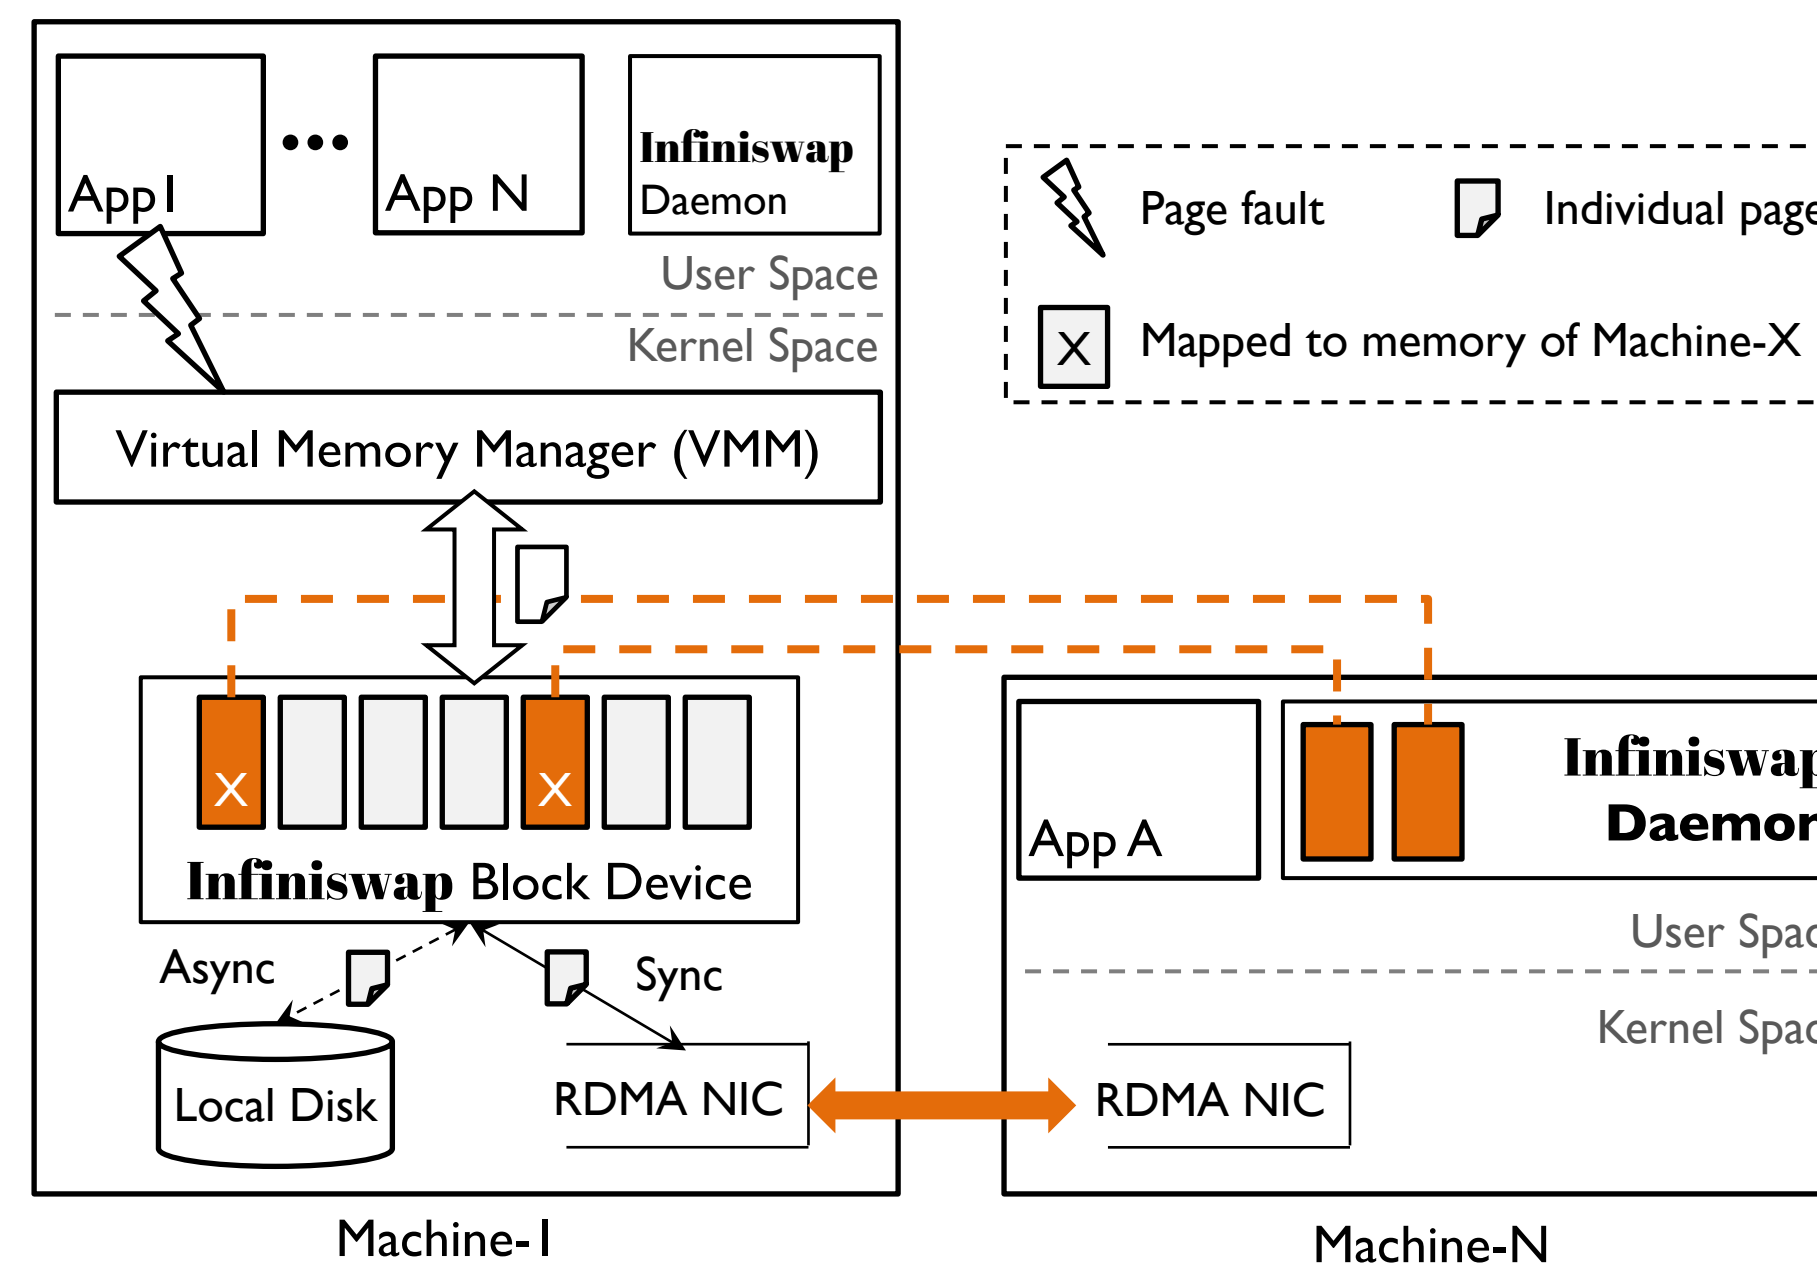 App1
•••
App N
Infiniswap
Daemon
User Space
Kernel Space
Virtual Memory Manager (VMM)
X
X
Infiniswap Block Device
Async
Sync
Local Disk
RDMA NIC
Machine-1
Page fault
Individual page
X
Mapped to memory of Machine-X
App A
Infiniswap
Daemon
User Spac
Kernel Spac
RDMA NIC
Machine-N